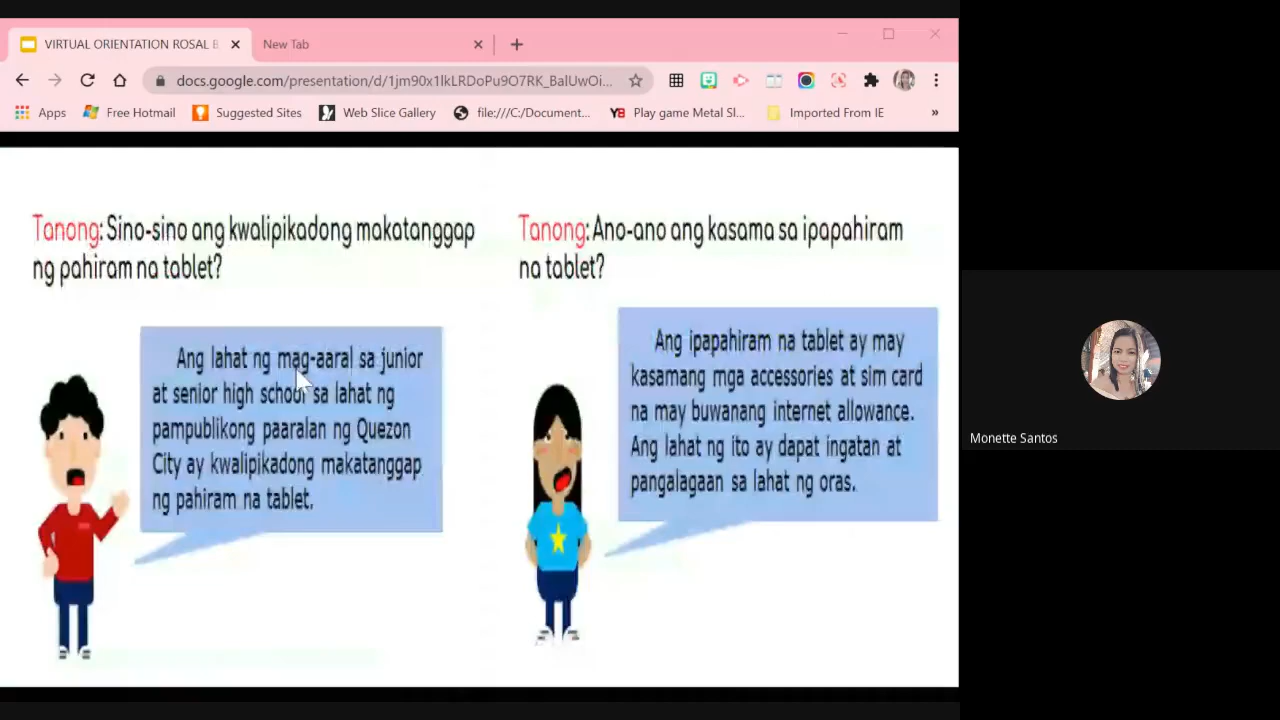 VIRTUAL ORIENTATION ROSAL B
New Tab
docs.google.com/presentation/d/1jm90x1lkLRDoPu9O7RK_BalUwOi...
Apps
Free Hotmail
Suggested Sites
Web Slice Gallery
file:///C:/Document...
Play game Metal Sl...
Imported From IE
»
Tanong: Sino-sino ang kwalipikadong makatanggap
ng pahiram na tablet?
Ang lahat ng mag-aaral sa junior
at senior high school sa lahat ng
pampublikong paaralan ng Quezon
City ay kwalipikadong makatanggap
ng pahiram na tablet.
Tanong: Ano-ano ang kasama sa ipapahiram
na tablet?
Ang ipapahiram na tablet ay may
kasamang mga accessories at sim card
na may buwanang internet allowance.
Ang lahat ng ito ay dapat ingatan at
pangalagaan sa lahat ng oras.
Monette Santos